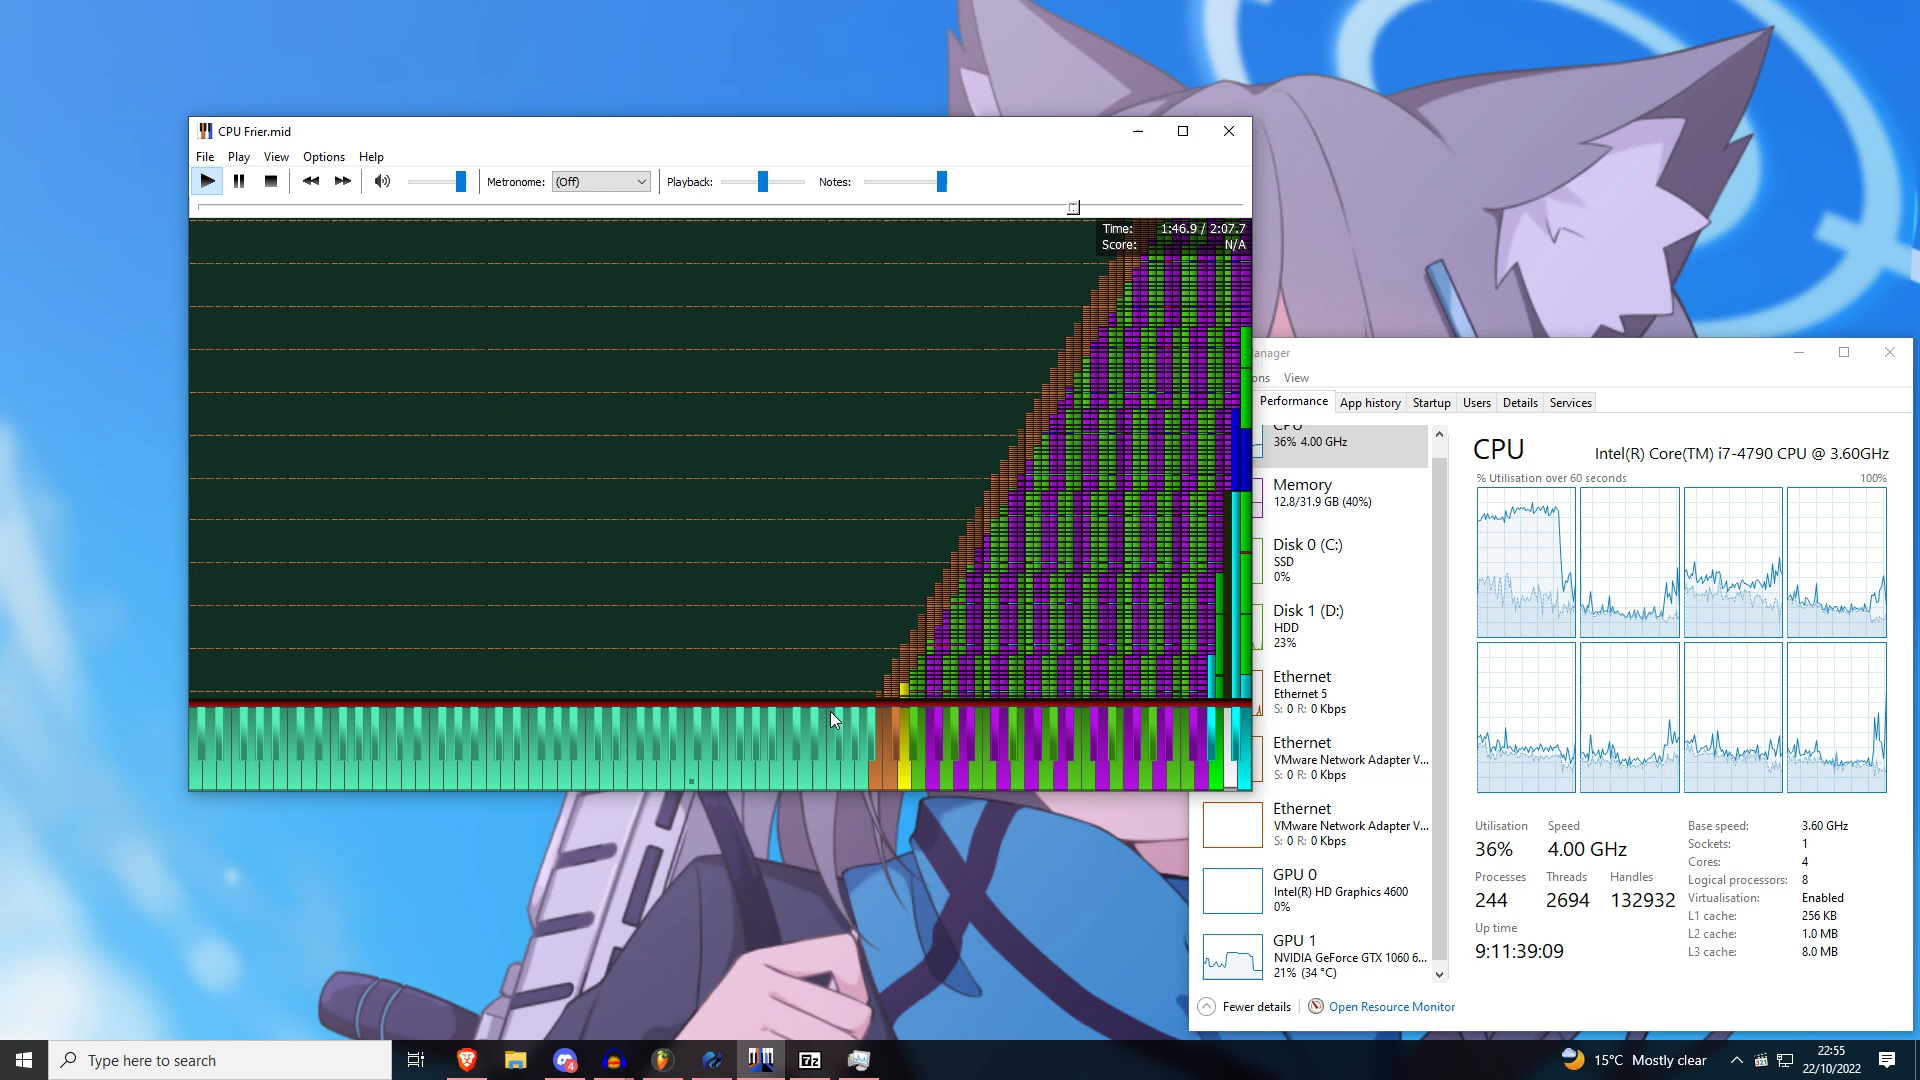 CPU Frier.mid
File Play View Options Help
Metronome: (Off) Playback: Notes:
Time: 1:46.9 / 2:07.7
Score: N/A
anager
ons View
Performance App history Startup Users Details Services
CPU
36% 4.00 GHz
Memory
12.8/31.9 GB (40%)
Disk 0 (C:)
SSD
0%
Disk 1 (D:)
HDD
23%
Ethernet
Ethernet 5
S: 0 R: 0 Kbps
Ethernet
VMware Network Adapter V...
S: 0 R: 0 Kbps
Ethernet
VMware Network Adapter V...
S: 0 R: 0 Kbps
GPU 0
Intel(R) HD Graphics 4600
0%
GPU 1
NVIDIA GeForce GTX 1060 6...
21% (34 °C)
CPU Intel(R) Core(TM) i7-4790 CPU @ 3.60GHz
% Utilisation over 60 seconds 100%
Utilisation Speed
36% 4.00 GHz
Processes Threads Handles
244 2694 132932
Up time
9:11:39:09
Base speed: 3.60 GHz
Sockets: 1
Cores: 4
Logical processors: 8
Virtualisation: Enabled
L1 cache: 256 KB
L2 cache: 1.0 MB
L3 cache: 8.0 MB
Fewer details Open Resource Monitor
Type here to search
4
7z
15°C Mostly clear
22:55
22/10/2022